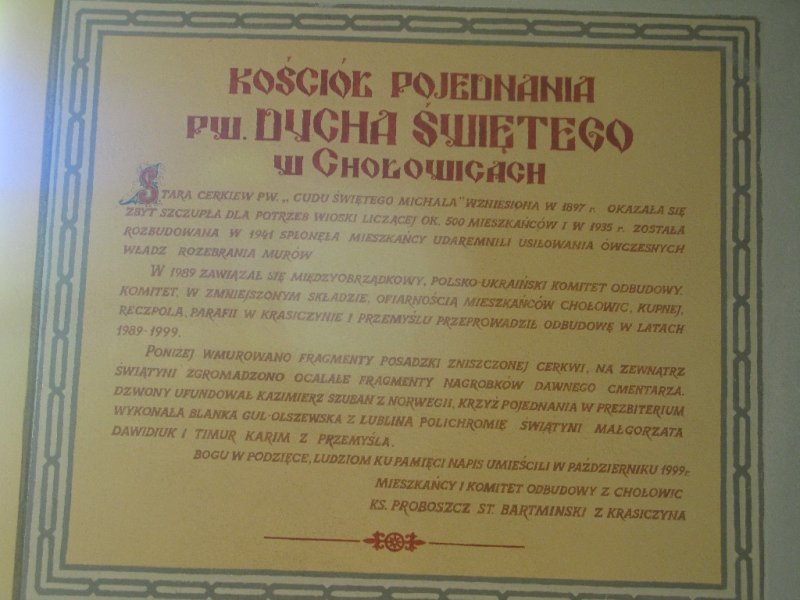 KOŚCIÓŁ POJEDNANIA
PW. DUCHA ŚWIĘTEGO
W CHOŁOWICACH
STARA CERKIEW PW. „CUDU ŚWIĘTEGO MICHALA" WZNIESIONA W 1897 r. OKAZAŁA SIĘ
ZBYT SZCZUPŁA DLA POTRZEB WIOSKI LICZĄCEJ OK. 500 MIESZKAŃCÓW I W 1935 r. ZOSTAŁA
ROZBUDOWANA W 1941 SPŁONĘŁA MIESZKAŃCY UDAREMNILI USIŁOWANIA ÓWCZESNYCH
WŁADZ ROZEBRANIA MURÓW
W 1989 ZAWIĄZAŁ SIĘ MIĘDZYOBRZĄDKOWY, POLSKO-UKRAIŃSKI KOMITET ODBUDOWY.
KOMITET, W ZMNIEJSZONYM SKŁADZIE, OFIARNOŚCIĄ MIESZKAŃCÓW CHOŁOWIC, KUPNEJ,
RECZPOLA, PARAFII W KRASICZYNIE I PRZEMYŚLU PRZEPROWADZIŁ ODBUDOWĘ W LATACH
1989-1999.
PONIŻEJ WMUROWANO FRAGMENTY POSADZKI ZNISZCZONEJ CERKWI, NA ZEWNĄTRZ
ŚWIĄTYNI ZGROMADZONO OCALAŁE FRAGMENTY NAGROBKÓW DAWNEGO CMENTARZA.
DZWONY UFUNDOWAŁ KAZIMIERZ SZUBAN Z NORWEGII, KRZYŻ POJEDNANIA W PREZBITERIUM
WYKONAŁA BLANKA GUL-OLSZEWSKA Z LUBLINA POLICHROMIĘ ŚWIĄTYNI MAŁGORZATA
DAWIDIUK I TIMUR KARIM Z PRZEMYŚLA.
BOGU W PODZIĘCE, LUDZIOM KU PAMIĘCI NAPIS UMIEŚCILI W PAŹDZIERNIKU 1999r
MIESZKAŃCY I KOMITET ODBUDOWY Z CHOŁOWIC
KS. PROBOSZCZ ST. BARTMIŃSKI Z KRASICZYNA